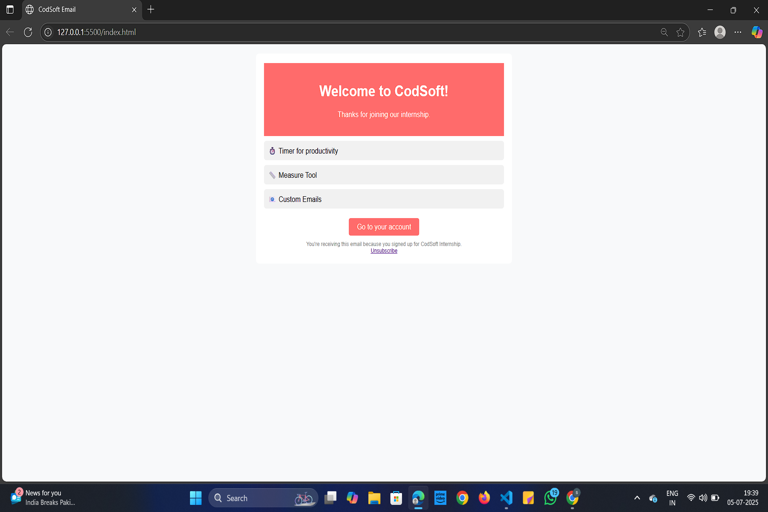 CodSoft Email
127.0.0.1:5500/index.html
Welcome to CodSoft!
Thanks for joining our internship
Timer for productivity
Measure Tool
Custom Emails
Go to your account
You're receiving this email because you signed up for CodSoft internship.
Unsubscribe
News for you
India Breaks Paki...
Search
ENG
IN
19:39
05-07-2025